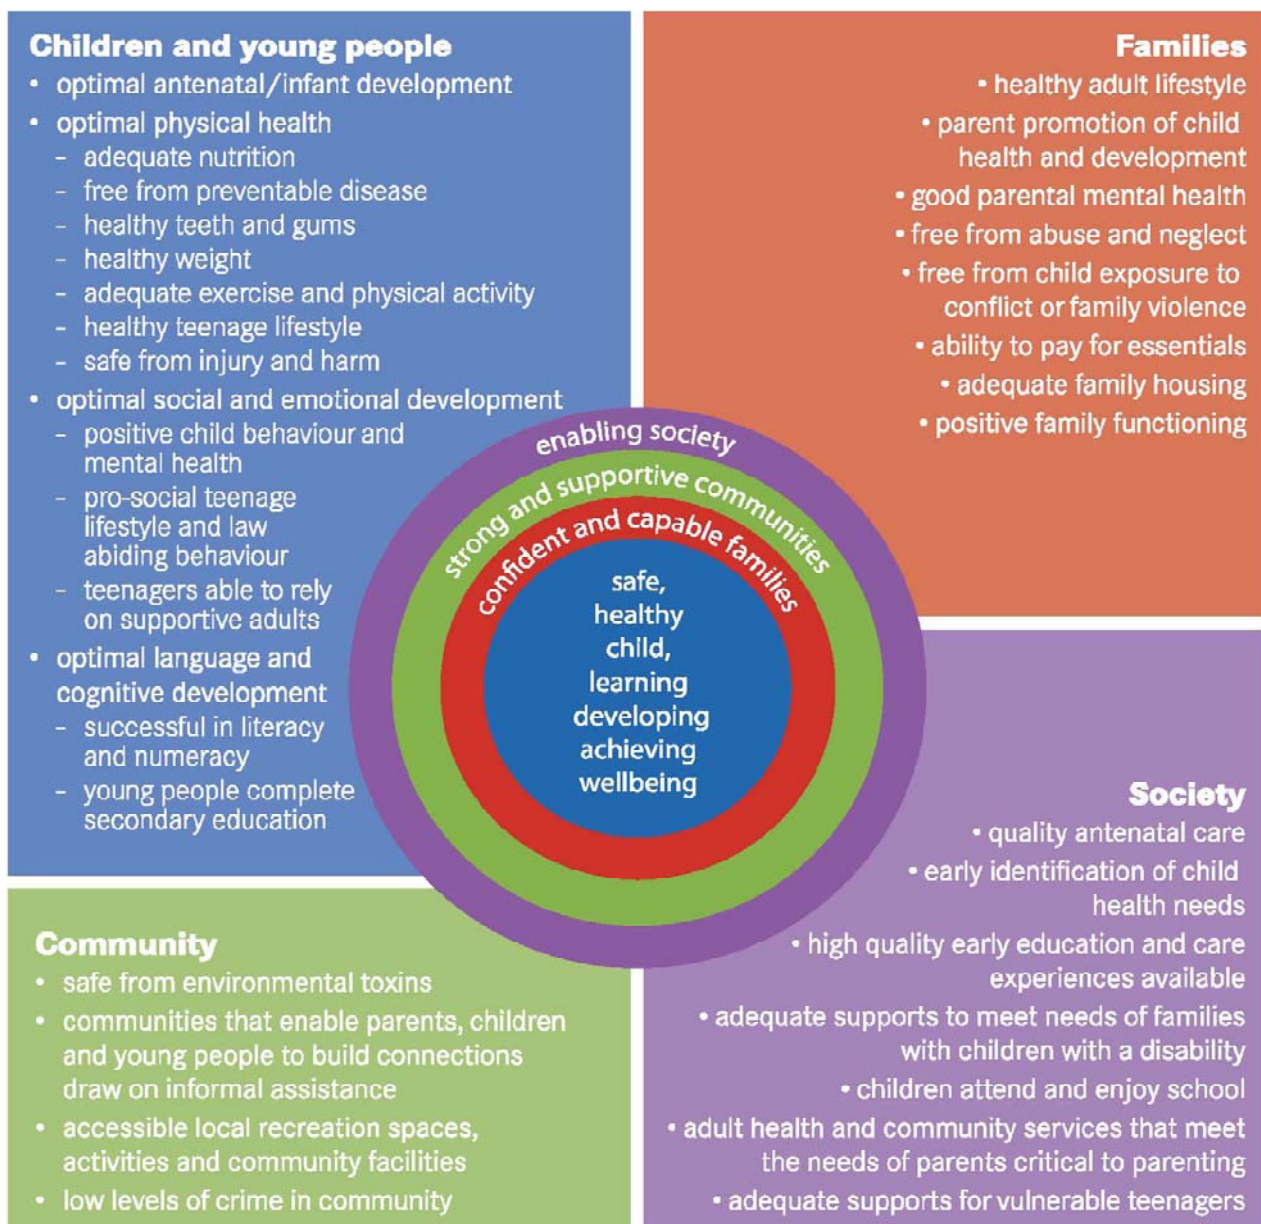 Children and young people
• optimal antenatal/infant development
• optimal physical health
- adequate nutrition
- free from preventable disease
- healthy teeth and gums
- healthy weight
- adequate exercise and physical activity
- healthy teenage lifestyle
- safe from injury and harm
• optimal social and emotional development
- positive child behaviour and
mental health
- pro-social teenage
lifestyle and law
abiding behaviour
- teenagers able to rely
on supportive adults
• optimal language and
cognitive development
- successful in literacy
and numeracy
- young people complete
secondary education
Families
• healthy adult lifestyle
• parent promotion of child
health and development
• good parental mental health
• free from abuse and neglect
• free from child exposure to
conflict or family violence
• ability to pay for essentials
• adequate family housing
• positive family functioning
enabling society
strong and supportive communities
confident and capable families
safe,
healthy
child,
learning
developing
achieving
wellbeing
Community
• safe from environmental toxins
• communities that enable parents, children
and young people to build connections
draw on informal assistance
• accessible local recreation spaces,
activities and community facilities
• low levels of crime in community
Society
• quality antenatal care
• early identification of child
health needs
• high quality early education and care
experiences available
• adequate supports to meet needs of families
with children with a disability
• children attend and enjoy school
• adult health and community services that meet
the needs of parents critical to parenting
• adequate supports for vulnerable teenagers